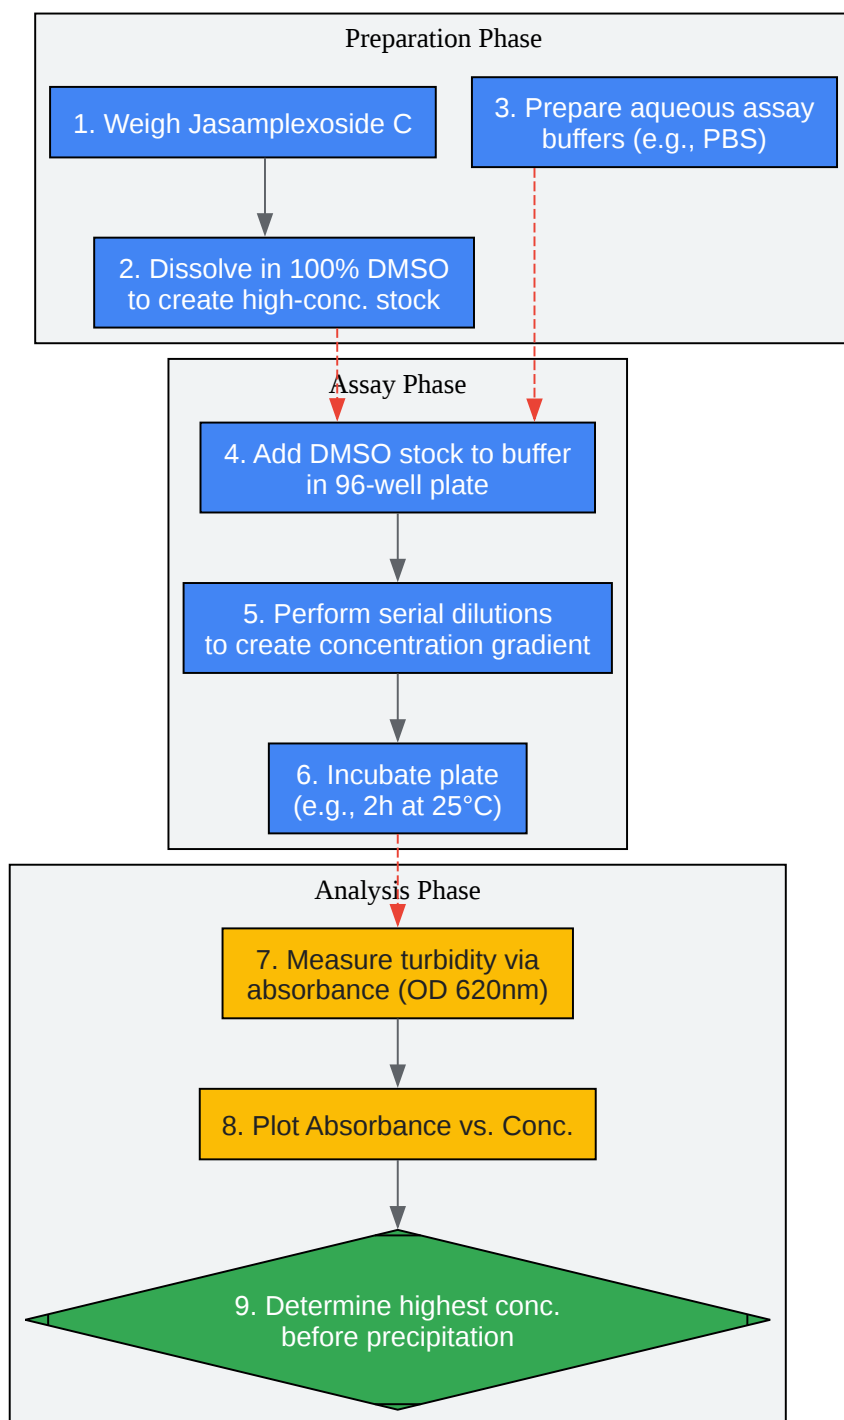 Preparation Phase
1. Weigh Jasamplexoside C
3. Prepare aqueous assay
buffers (e.g., PBS)
2. Dissolve in 100% DMSO
to create high-conc. stock
Assay Phase
4. Add DMSO stock to buffer
in 96-well plate
5. Perform serial dilutions
to create concentration gradient
6. Incubate plate
(e.g., 2h at 25°C)
Analysis Phase
7. Measure turbidity via
absorbance (OD 620nm)
8. Plot Absorbance vs. Conc.
9. Determine highest conc.
before precipitation